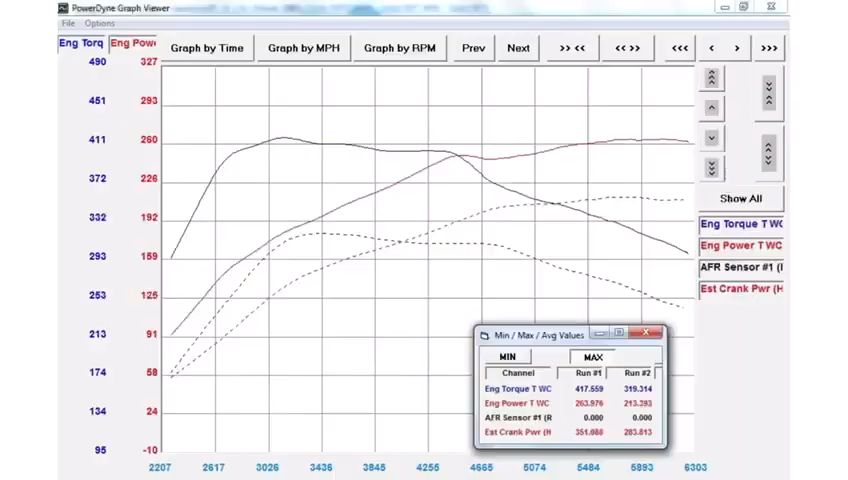 PowerDyne Graph Viewer
File Options
Eng Torq Eng Powe Graph by Time Graph by MPH Graph by RPM Prev Next >> << << >> <<< < > >>>
490 327
451 293
411 260
372 226
332 192
293 159
253 125
213 91
174 58
134 24
95 -10
2207 2617 3026 3436 3845 4255 4665 5074 5484 5893 6303
Show All
Eng Torque T WC
Eng Power T WC
AFR Sensor #1 (I
Est Crank Pwr (H
Min / Max / Avg Values
MIN MAX
Channel Run #1 Run #2
Eng Torque T WC 417.559 319.314
Eng Power T WC 263.976 213.393
AFR Sensor #1 (R 0.000 0.000
Est Crank Pwr (H 351.088 283.813